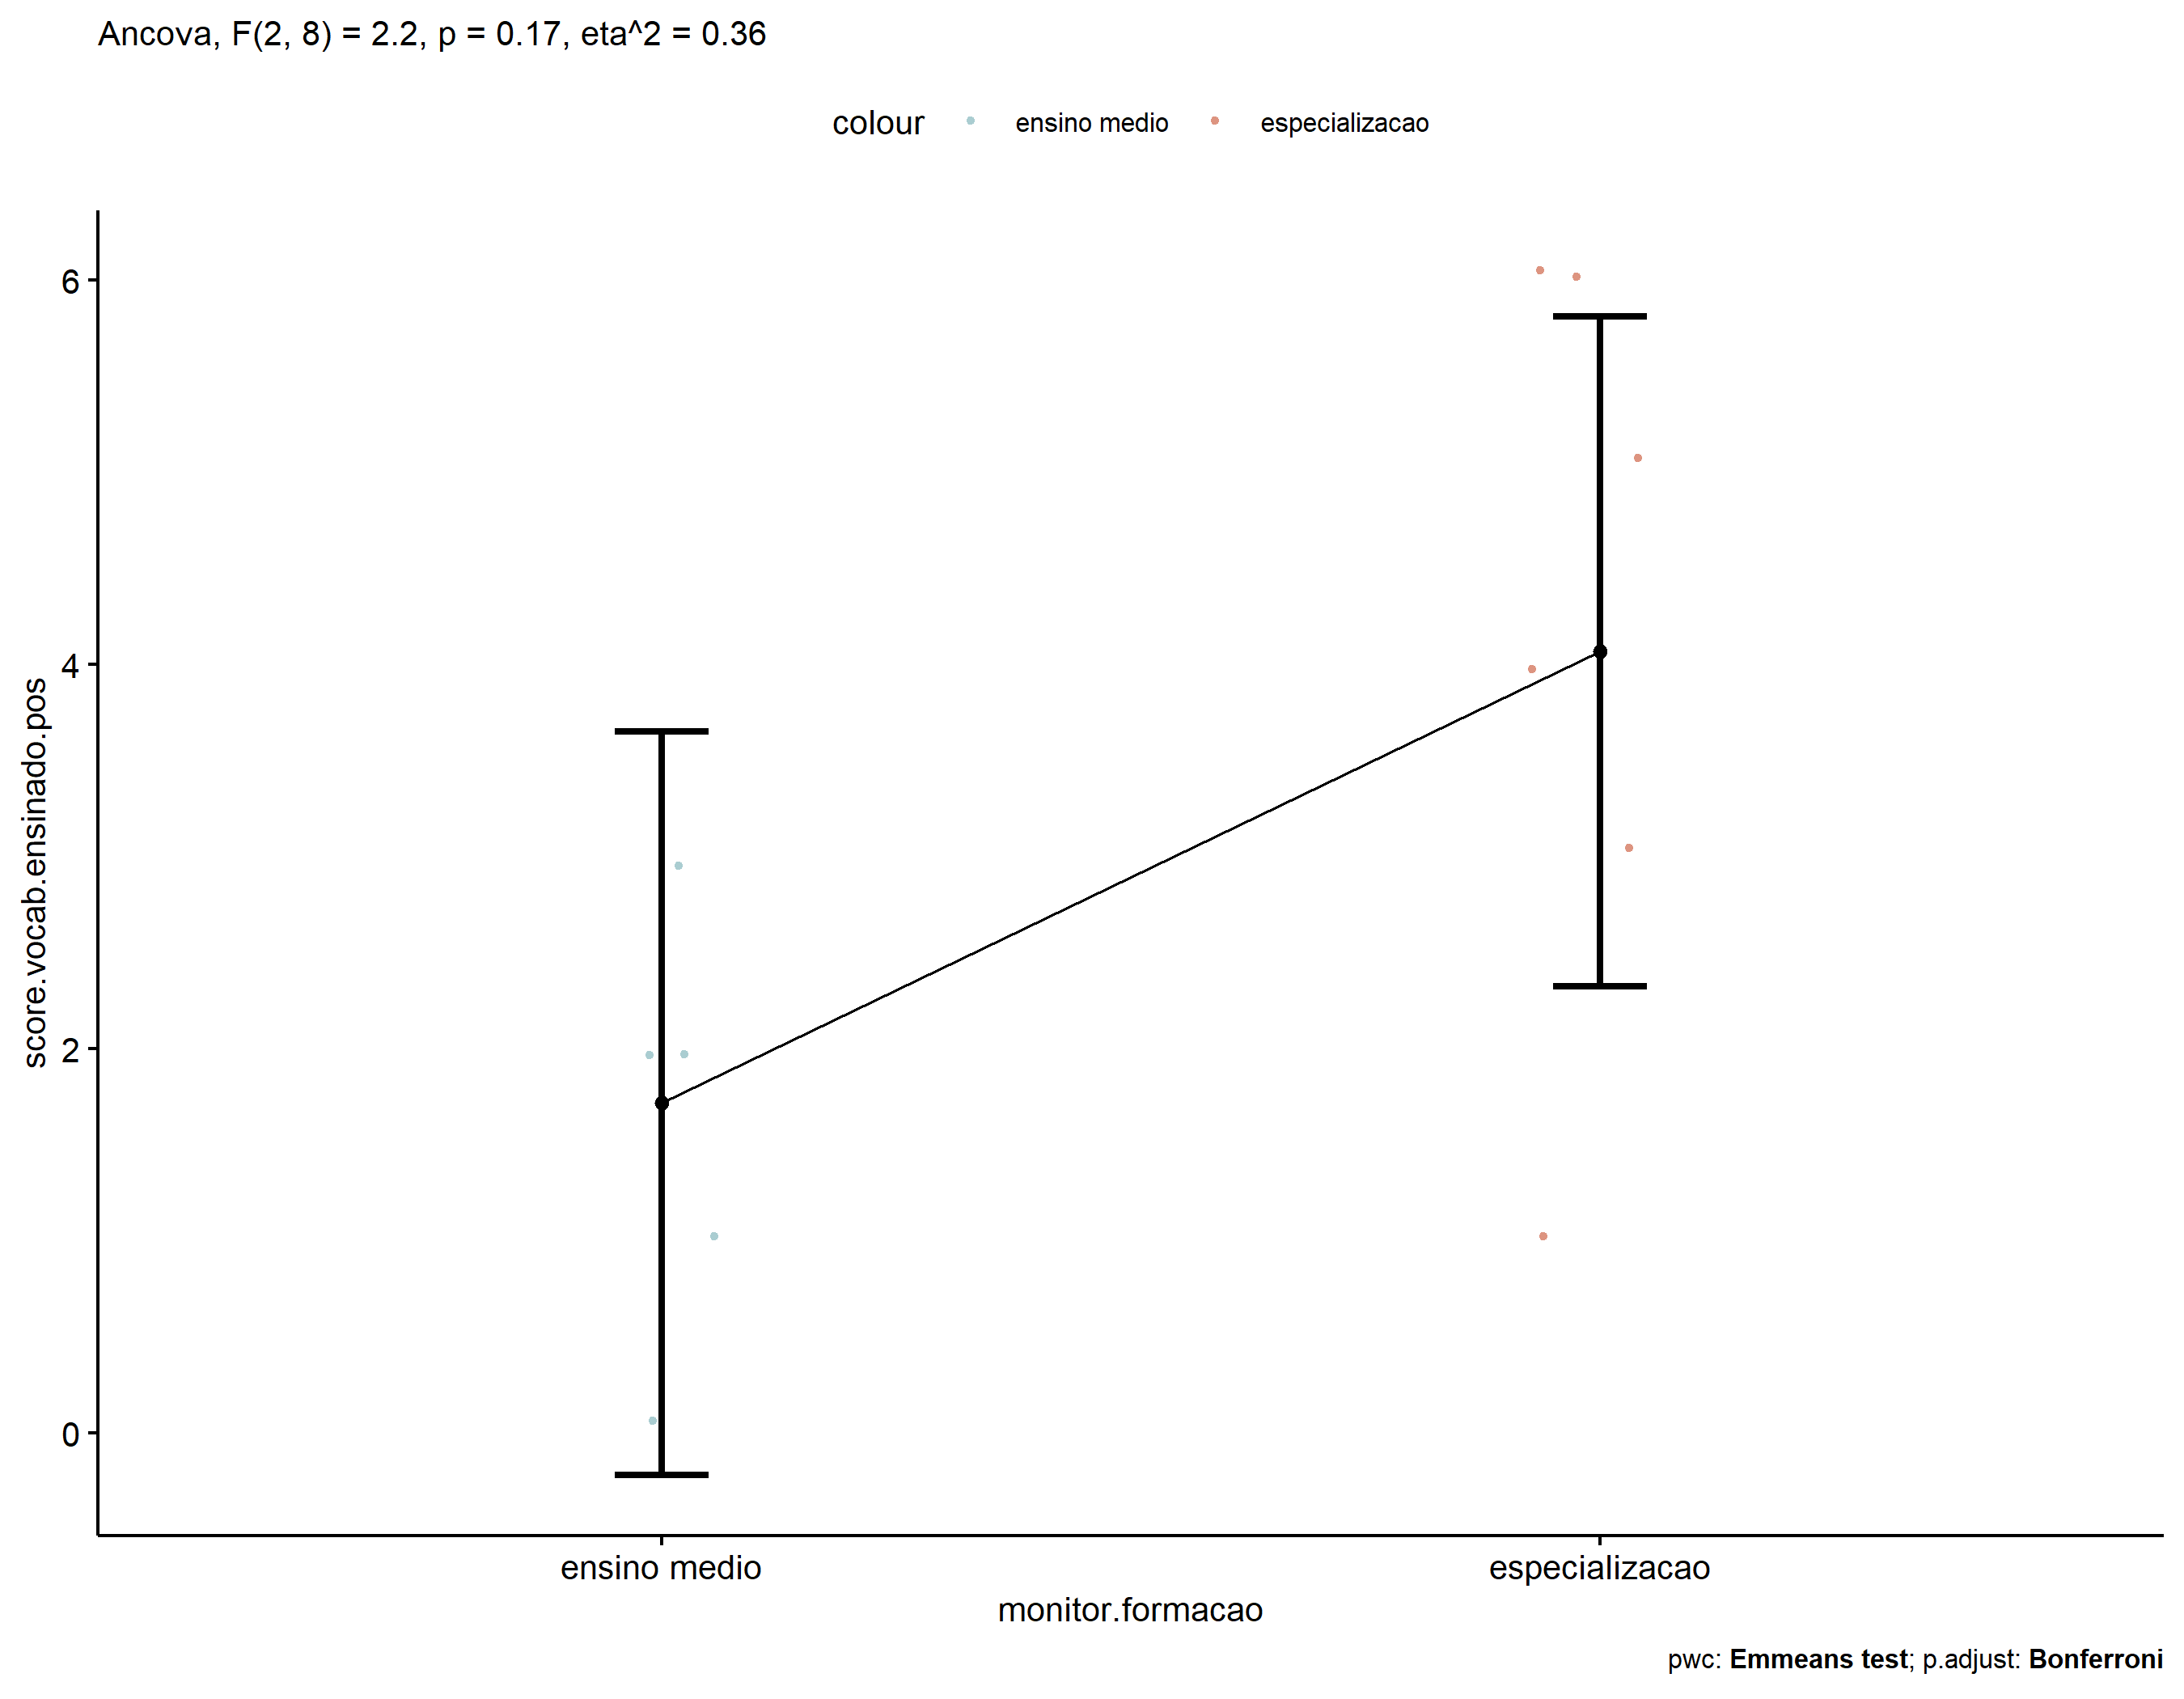 Ancova, F(2, 8) = 2.2, p = 0.17, eta^2 = 0.36
colour ensino medio especializacao
score.vocab.ensinado.pos
6
4
2
0
ensino medio especializacao
monitor.formacao
pwc: Emmeans test; p.adjust: Bonferroni